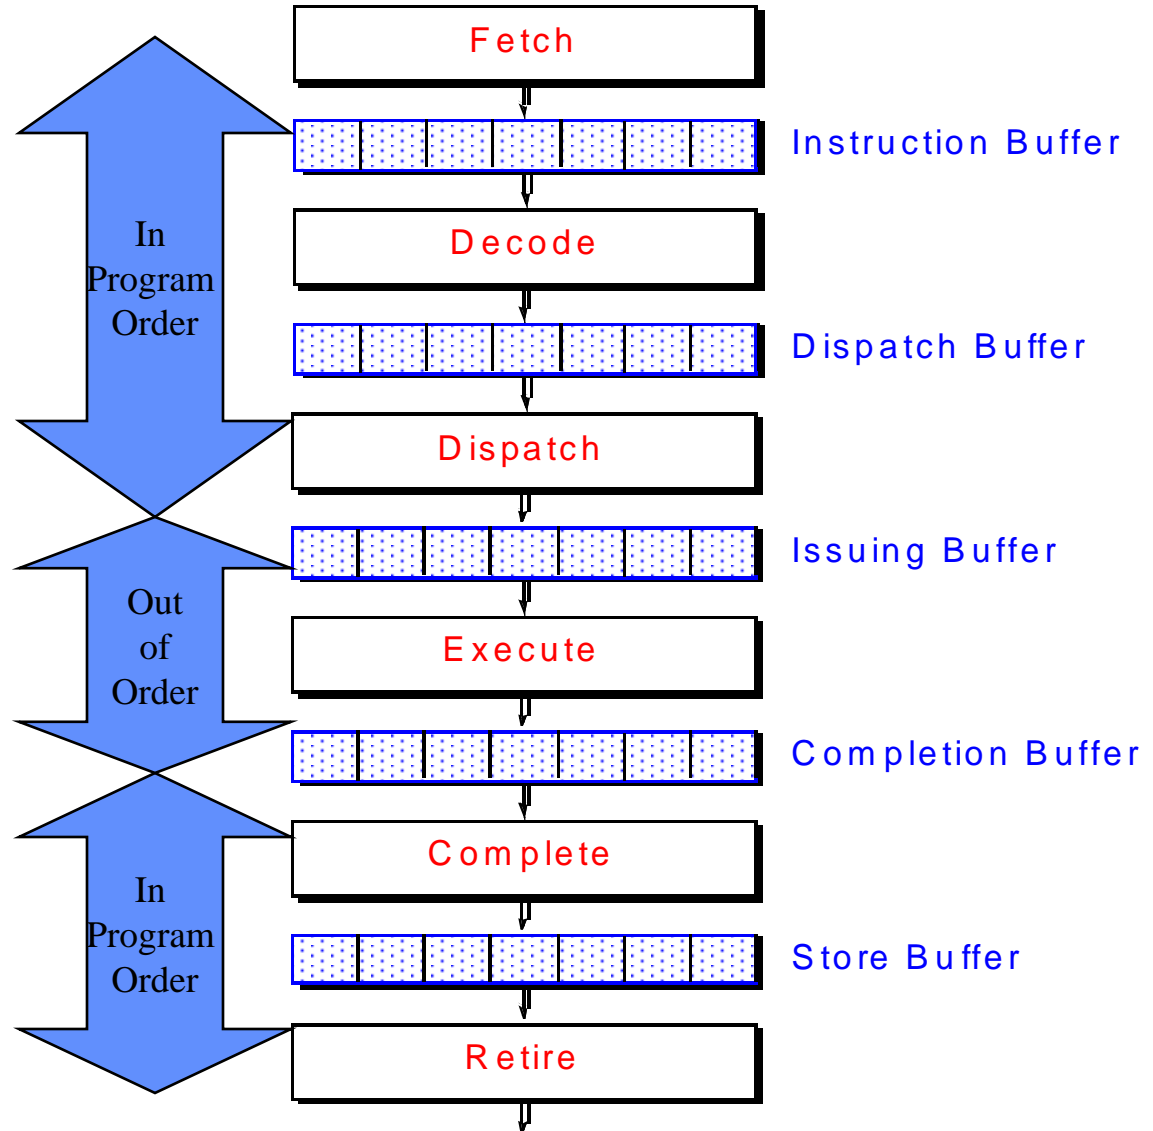 Fetch
Instruction Buffer
Decode
In
Program
Order
Dispatch Buffer
Dispatch
Issuing Buffer
Out
of
Order
Execute
Completion Buffer
Complete
In
Program
Order
Store Buffer
Retire